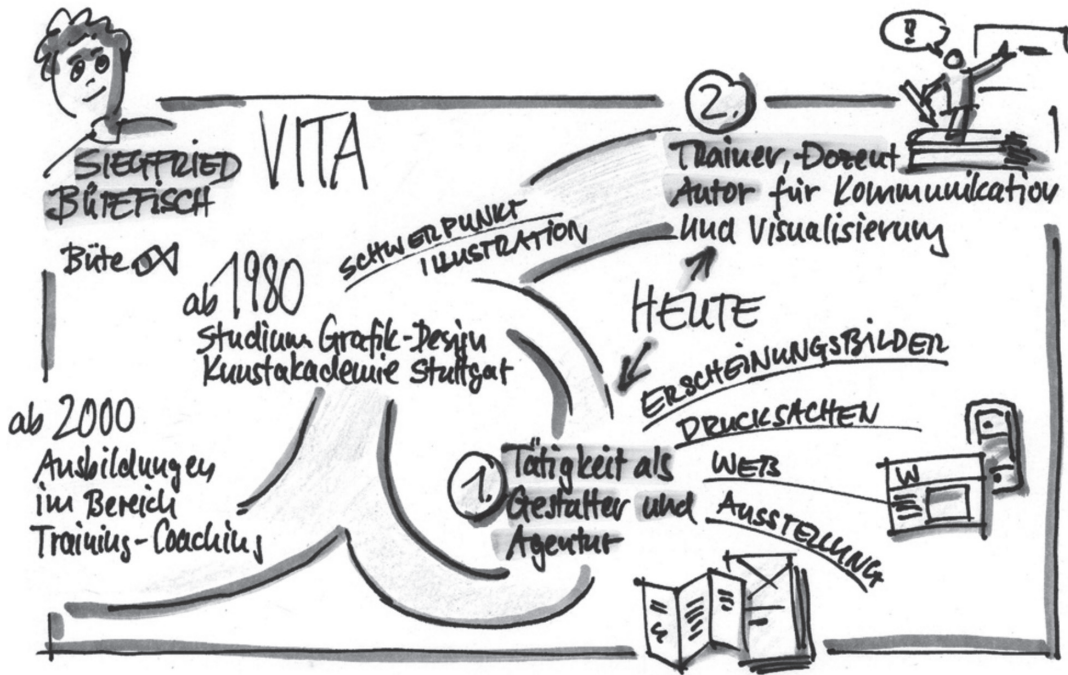 SIEGFRIED
BÜTEFISCH
VITA
Büte
ab 1980
Studium Grafik-Design
Kunstakademie Stuttgat
ab 2000
Ausbildungen
im Bereich
Training-Coaching
SCHWERPUNKT
ILLUSTRATION
!
2.
Trainer, Dozent
Autor für Kommunikation
und Visualisierung
HEUTE
1.
Tätigkeit als
Gestalter und
Agentur
ERSCHEINUNGSBILDER
DRUCKSACHEN
WEB
AUSSTELLUNG
W